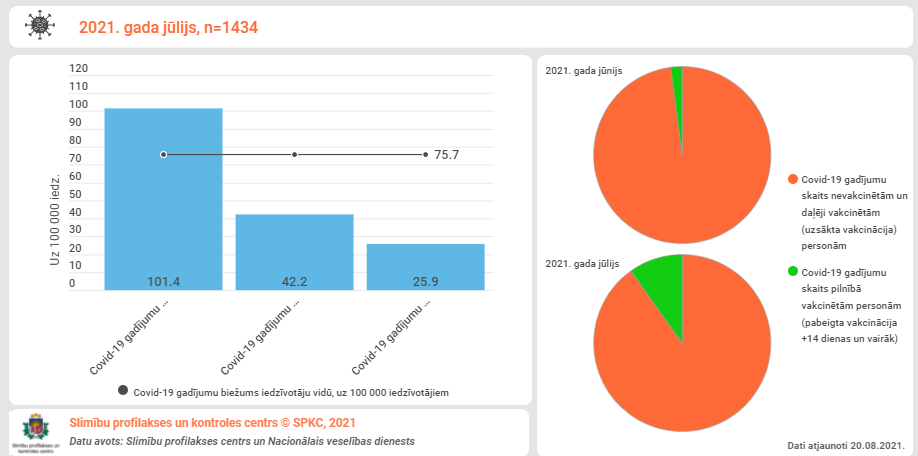 2021. gada jūlijs, n=1434
120
110
100
90
80
70
60
50
40
30
20
10
0
Uz 100 000 iedz.
75.7
101.4
42.2
25.9
Covid-19 gadījumu ...
Covid-19 gadījumu ...
Covid-19 gadījumu ...
Covid-19 gadījumu biežums iedzīvotāju vidū, uz 100 000 iedzīvotājiem
Slimību profilakses un
kontroles centrs
Slimību profilakses un kontroles centrs © SPKC, 2021
Datu avots: Slimību profilakses centrs un Nacionālais veselības dienests
2021. gada jūnijs
2021. gada jūlijs
Covid-19 gadījumu
skaits nevakcinētām un
daļēji vakcinētām
(uzsākta vakcinācija)
personām
Covid-19 gadījumu
skaits pilnībā
vakcinētām personām
(pabeigta vakcinācija
+14 dienas un vairāk)
Dati atjaunoti 20.08.2021.